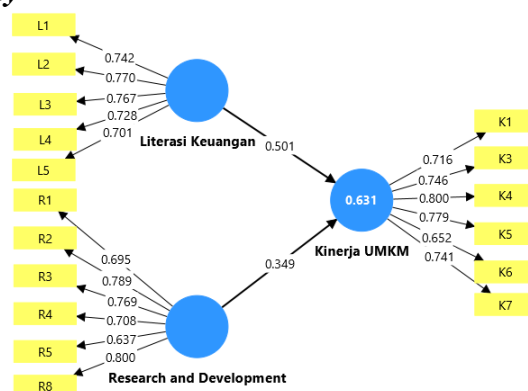 L1
L2
L3
L4
L5
0.742
0.770
0.767
0.728
0.701
Literasi Keuangan
0.501
R1
R2
R3
R4
R5
R8
0.695
0.789
0.769
0.708
0.637
0.800
Research and Development
0.349
0.631
Kinerja UMKM
0.716
0.746
0.800
0.779
0.652
0.741
K1
K3
K4
K5
K6
K7